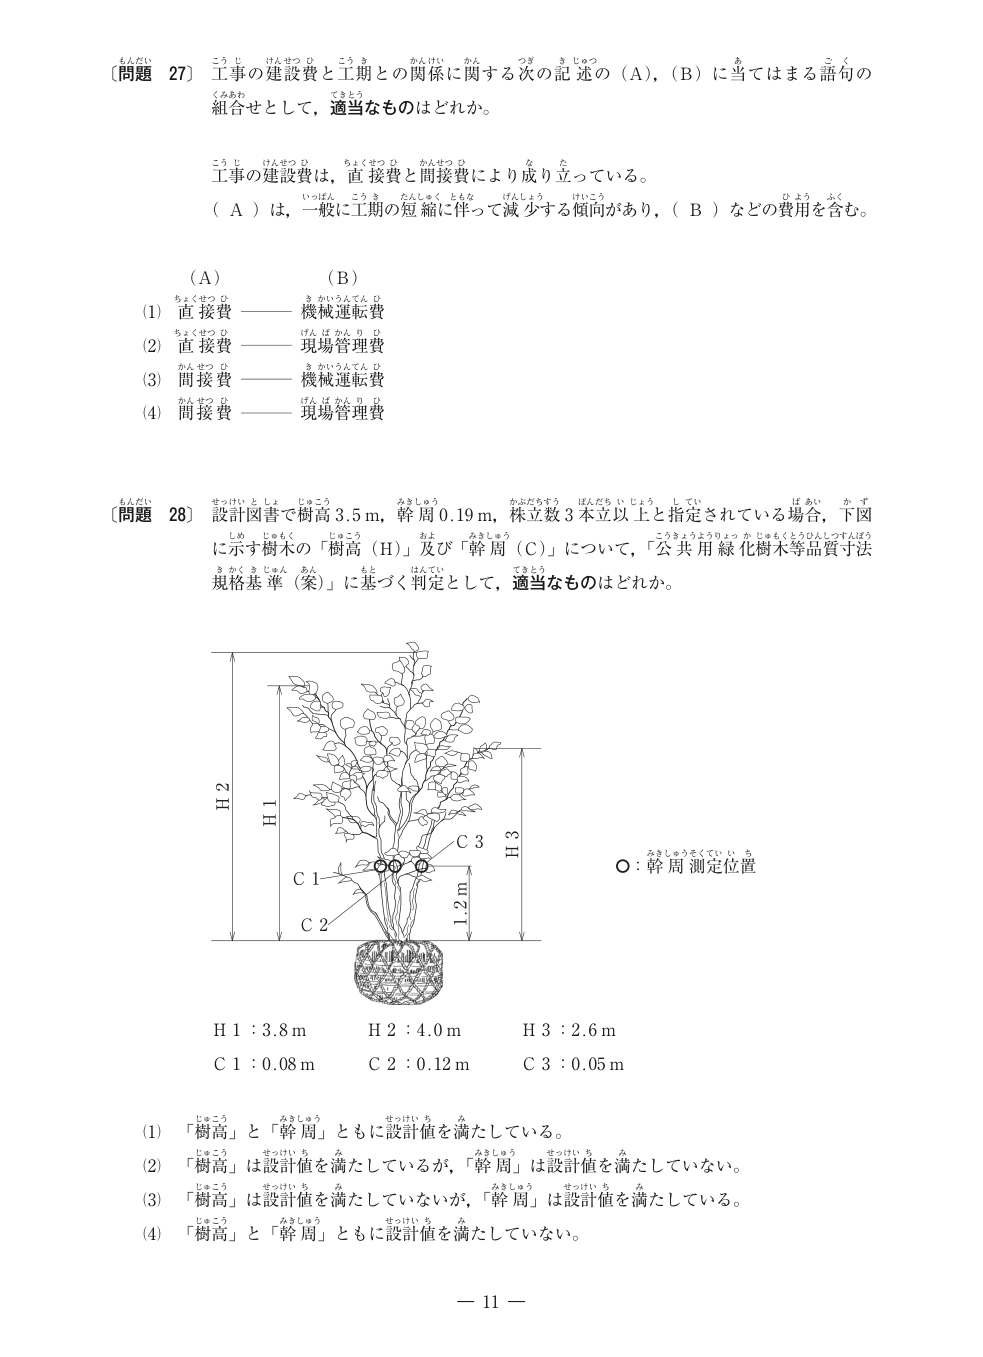 〔問題　27〕　工事の建設費と工期との関係に関する次の記述の（A），（B）に当てはまる語句の
組合せとして，適当なものはどれか。
工事の建設費は，直接費と間接費により成り立っている。
（ A ）は，一般に工期の短縮に伴って減少する傾向があり，（ B ）などの費用を含む。
（A）　（B）
⑴　直接費 ─── 機械運転費
⑵　直接費 ─── 現場管理費
⑶　間接費 ─── 機械運転費
⑷　間接費 ─── 現場管理費
〔問題　28〕　設計図書で樹高 3.5 m，幹周 0.19 m，株立数 3 本立以上と指定されている場合，下図
に示す樹木の「樹高（H）」及び「幹周（C）」について，「公共用緑化樹木等品質寸法
規格基準（案）」に基づく判定として，適当なものはどれか。
H 2
H 1
H 3
C 3
C 1
C 2
1.2 m
○：幹周測定位置
H 1：3.8 m　H 2：4.0 m　H 3：2.6 m
C 1：0.08 m　C 2：0.12 m　C 3：0.05 m
⑴　「樹高」と「幹周」ともに設計値を満たしている。
⑵　「樹高」は設計値を満たしているが，「幹周」は設計値を満たしていない。
⑶　「樹高」は設計値を満たしていないが，「幹周」は設計値を満たしている。
⑷　「樹高」と「幹周」ともに設計値を満たしていない。
― 11 ―